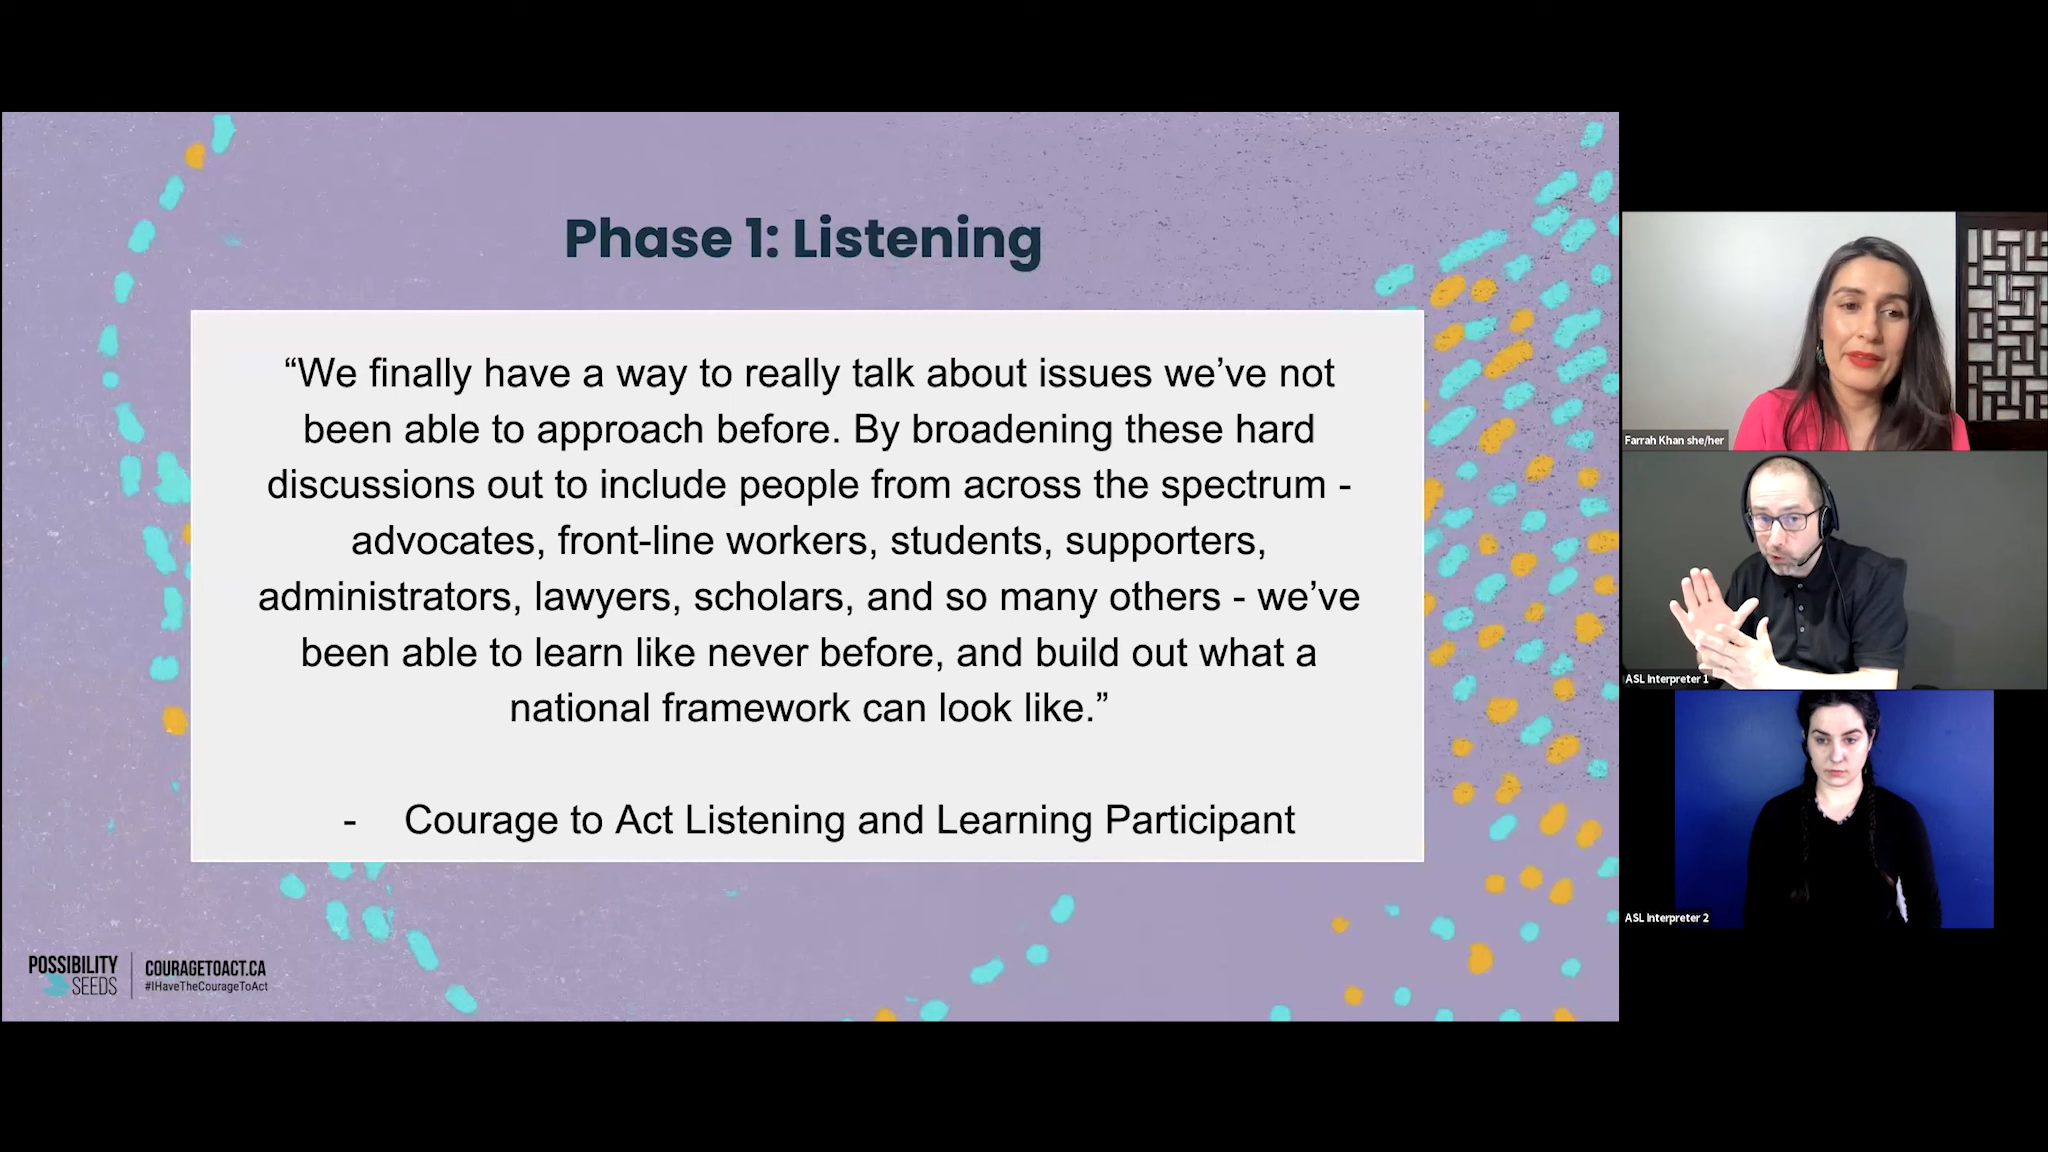 Phase 1: Listening
“We finally have a way to really talk about issues we’ve not
been able to approach before. By broadening these hard
discussions out to include people from across the spectrum -
advocates, front-line workers, students, supporters,
administrators, lawyers, scholars, and so many others - we’ve
been able to learn like never before, and build out what a
national framework can look like.”
- Courage to Act Listening and Learning Participant
POSSIBILITY
SEEDS
COURAGETOACT.CA
#IHaveTheCourageToAct
Farrah Khan she/her
ASL Interpreter 1
ASL Interpreter 2